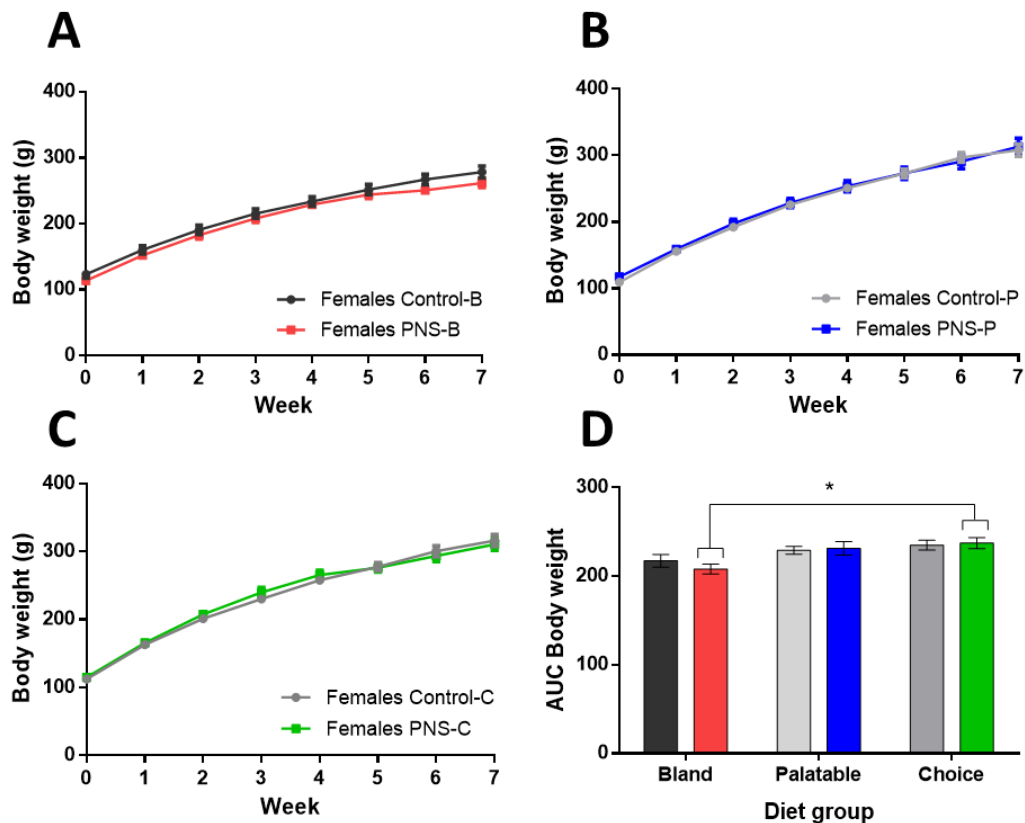 A
Body weight (g)
400
300
200
100
0
Females Control-B
Females PNS-B
0 1 2 3 4 5 6 7
Week
B
Body weight (g)
400
300
200
100
0
Females Control-P
Females PNS-P
0 1 2 3 4 5 6 7
Week
C
Body weight (g)
400
300
200
100
0
Females Control-C
Females PNS-C
0 1 2 3 4 5 6 7
Week
D
AUC Body weight
300
200
100
0
*
Bland Palatable Choice
Diet group